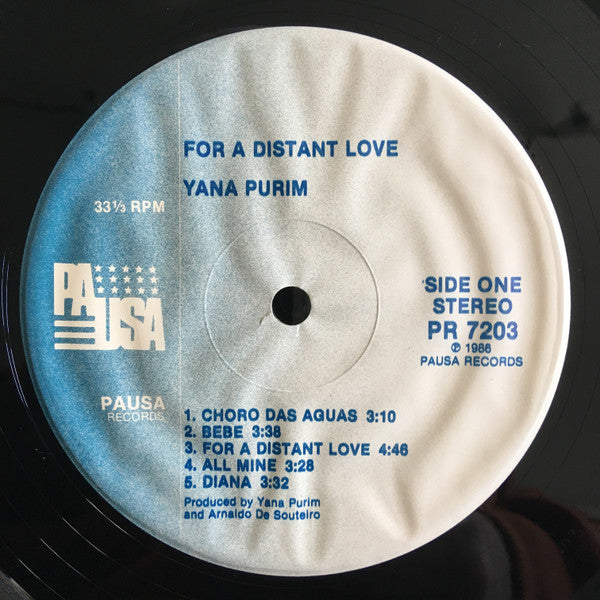 FOR A DISTANT LOVE
YANA PURIM
33⅓ RPM
PAUSA
SIDE ONE
STEREO
PR 7203
℗ 1986
PAUSA RECORDS
PAUSA
RECORDS
1. CHORO DAS AGUAS 3:10
2. BEBE 3:38
3. FOR A DISTANT LOVE 4:46
4. ALL MINE 3:28
5. DIANA 3:32
Produced by Yana Purim
and Arnaldo De Souteiro